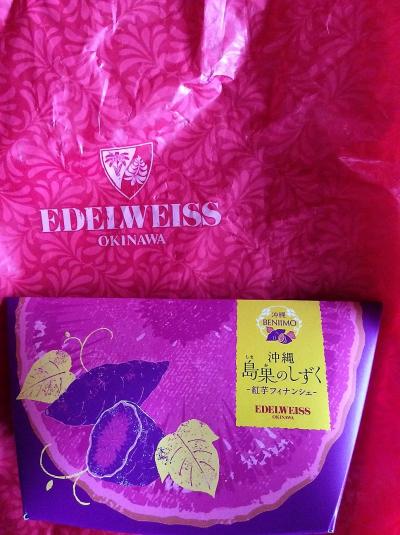 EDELWEISS
OKINAWA
沖縄
BENIIMO
沖縄
島果のしずく
しま か
-紅芋フィナンシェ-
EDELWEISS
OKINAWA